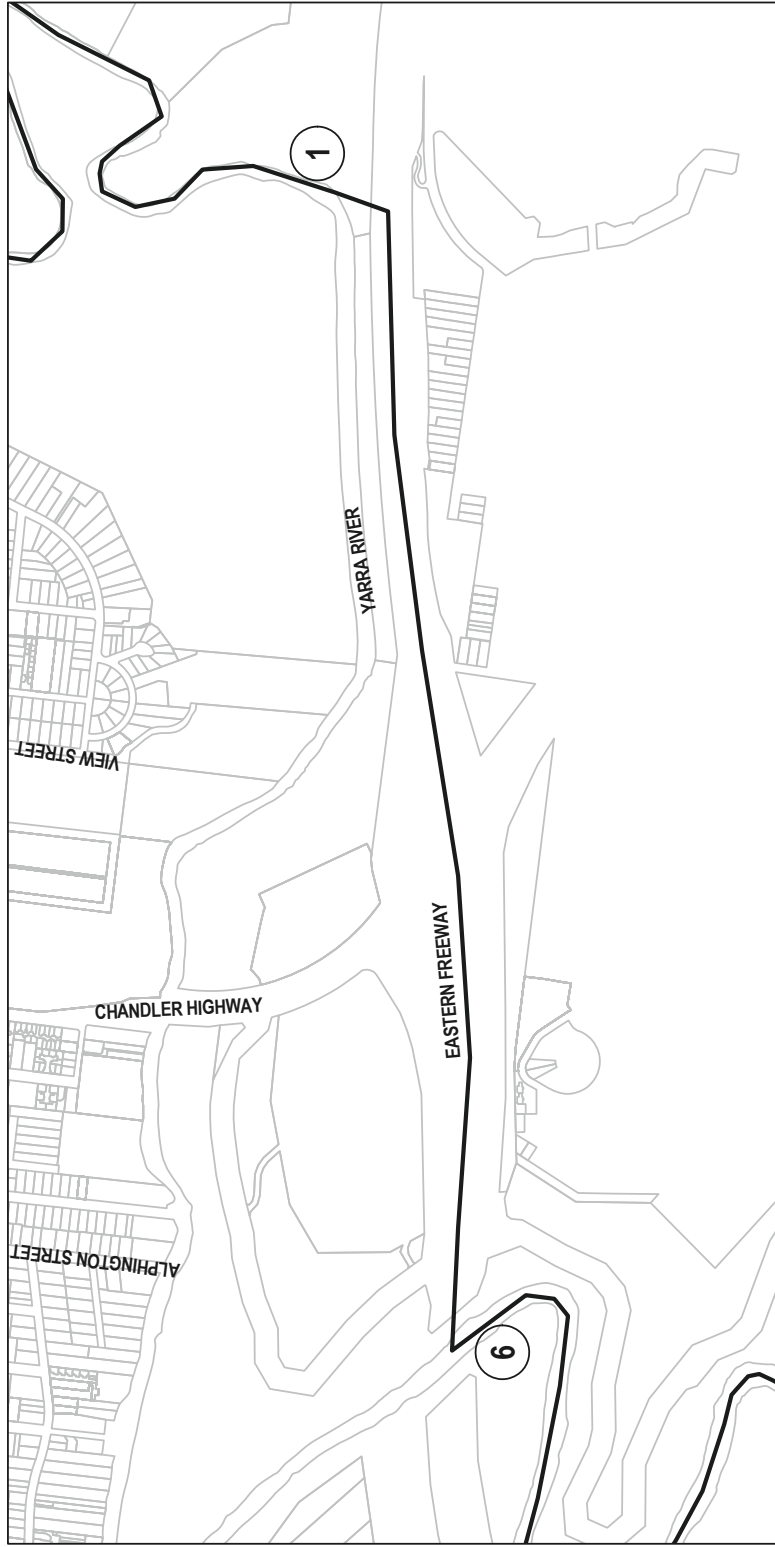 1
YARRA RIVER
VIEW STREET
CHANDLER HIGHWAY
EASTERN FREEWAY
ALPHINGTON STREET
6